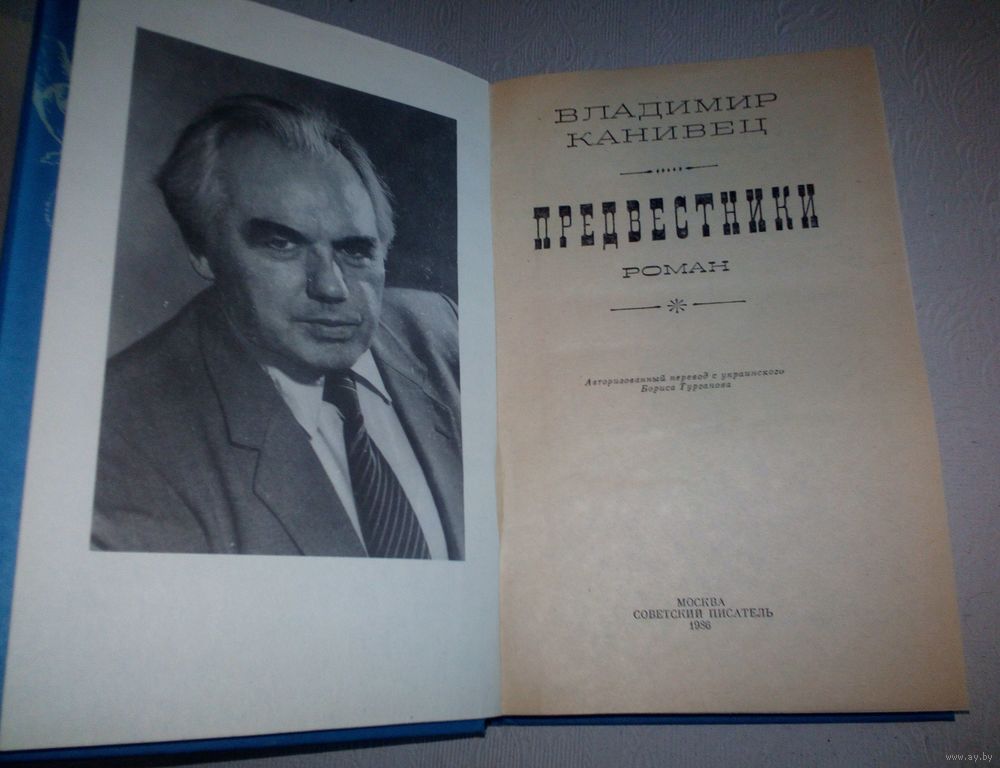 ВЛАДИМИР
КАНИВЕЦ
ПРЕДВЕСТНИКИ
РОМАН
Авторизованный перевод с украинского
Бориса Турганова
МОСКВА
СОВЕТСКИЙ ПИСАТЕЛЬ
1986
www.ay.by